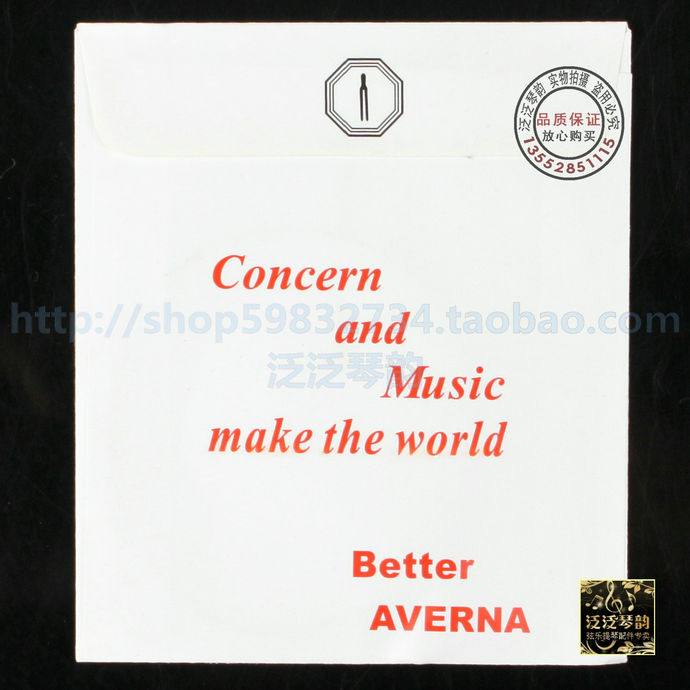 泛泛琴韵 实物拍摄 盗用必究
品质保证
放心购买
13552851115
Concern
http://shop59832734.taobao.com
and
泛泛琴韵
Music
make the world
Better
AVERNA
泛泛琴韵
弦乐提琴配件专卖